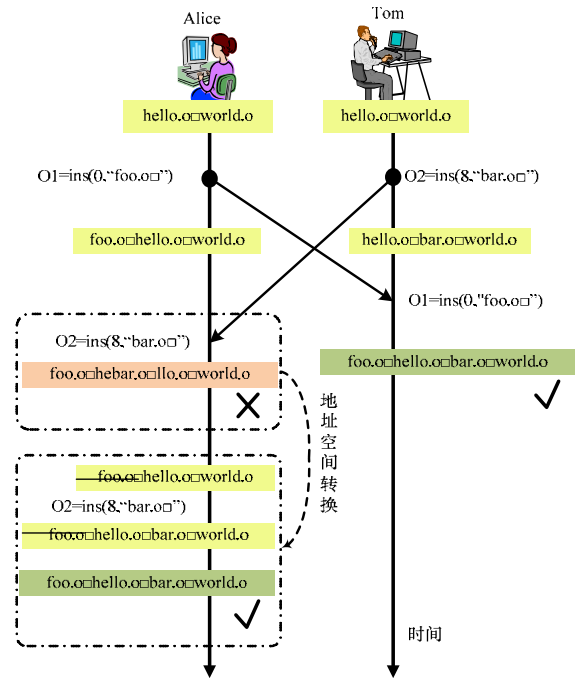 Alice
Tom
hello.o□world.o
hello.o□world.o
O1=ins(0,“foo.o□”)
O2=ins(8,“bar.o□”)
foo.o□hello.o□world.o
hello.o□bar.o□world.o
O1=ins(0,"foo.o□”)
O2=ins(8,“bar.o□”)
foo.o□hello.o□bar.o□world.o
foo.o□hebar.o□llo.o□world.o
地址空间转换
foo.o□hello.o□world.o
O2=ins(8,“bar.o□”)
foo.o□hello.o□bar.o□world.o
foo.o□hello.o□bar.o□world.o
时间